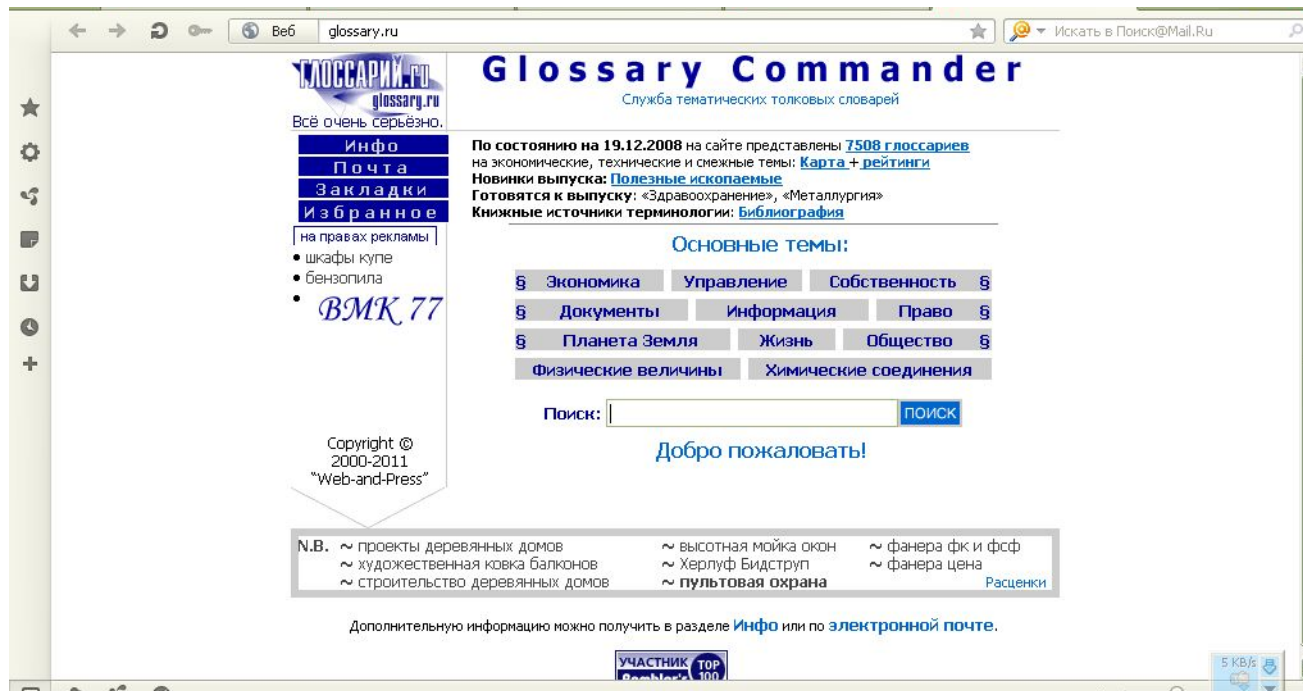 Веб glossary.ru Искать в Поиск@Mail.Ru
ГЛОССАРИЙ.ru
glossary.ru
Всё очень серьёзно.
Glossary Commander
Служба тематических толковых словарей
Инфо
Почта
Закладки
Избранное
на правах рекламы
• шкафы купе
• бензопила
• ВМК 77
Copyright ©
2000-2011
"Web-and-Press"
По состоянию на 19.12.2008 на сайте представлены 7508 глоссариев
на экономические, технические и смежные темы: Карта + рейтинги
Новинки выпуска: Полезные ископаемые
Готовятся к выпуску: «Здравоохранение», «Металлургия»
Книжные источники терминологии: Библиография
Основные темы:
§ Экономика Управление Собственность §
§ Документы Информация Право §
§ Планета Земля Жизнь Общество §
Физические величины Химические соединения
Поиск: ПОИСК
Добро пожаловать!
N.B. ~ проекты деревянных домов ~ высотная мойка окон ~ фанера фк и фсф
~ художественная ковка балконов ~ Херлуф Бидструп ~ фанера цена
~ строительство деревянных домов ~ пультовая охрана Расценки
Дополнительную информацию можно получить в разделе Инфо или по электронной почте.
УЧАСТНИК TOP
Rambler's 100
5 KB/s